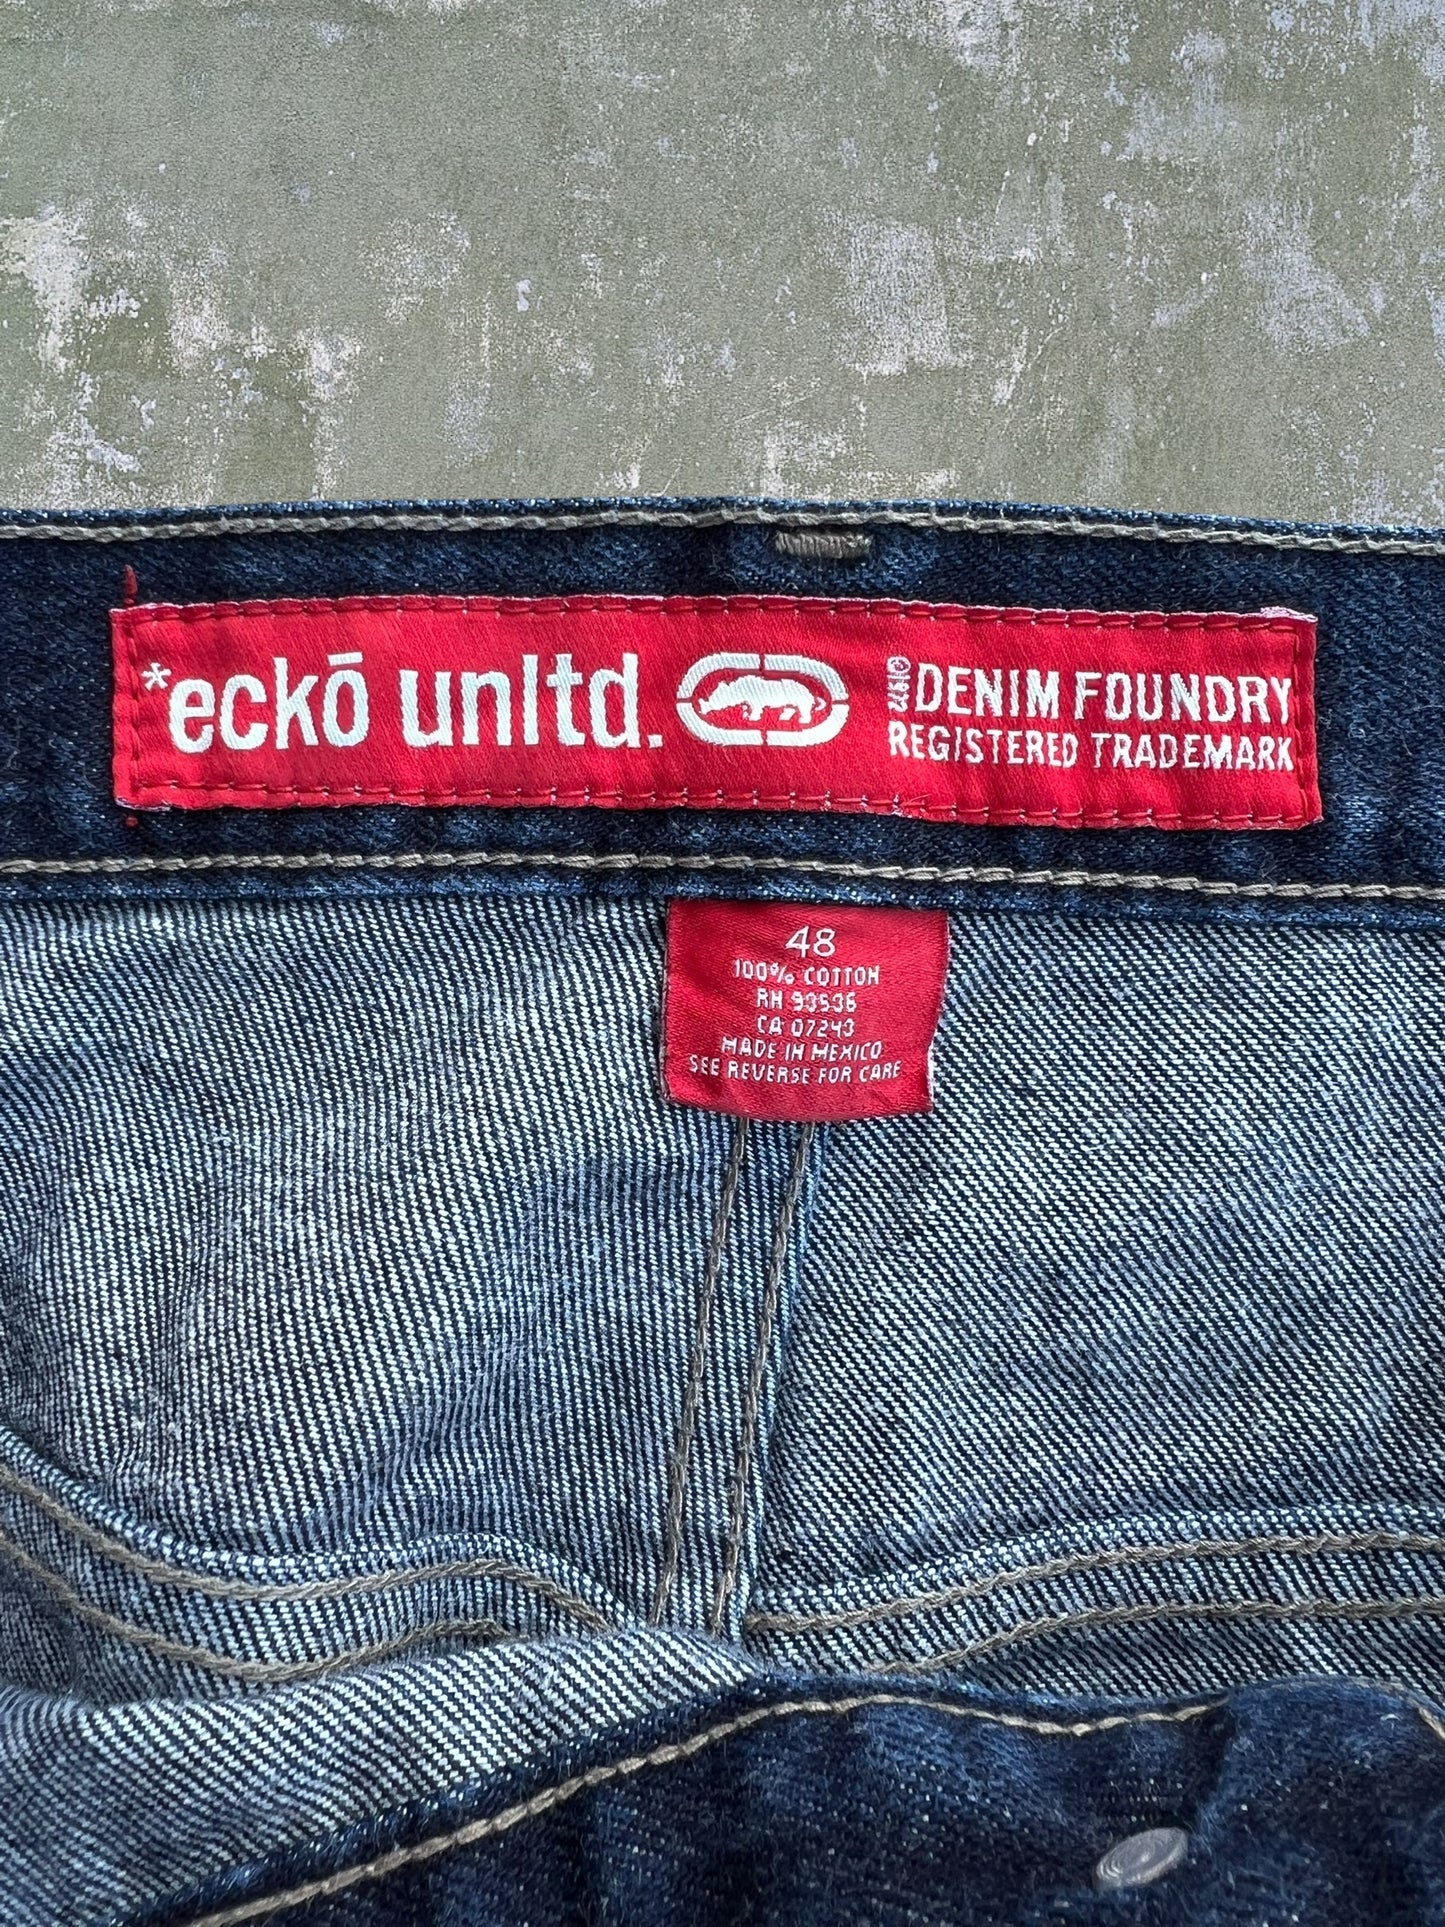 *eckō unltd.
DENIM FOUNDRY
REGISTERED TRADEMARK
48
100% COTTON
RN 93536
CA 07243
MADE IN MEXICO
SEE REVERSE FOR CARE